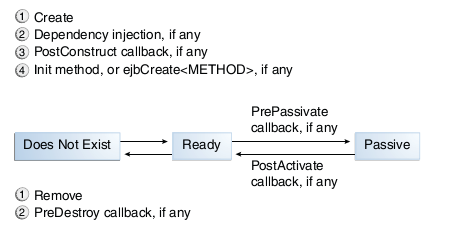 1 Create
2 Dependency injection, if any
3 PostConstruct callback, if any
4 Init method, or ejbCreate<METHOD>, if any
PrePassivate
callback, if any
Does Not Exist
Ready
Passive
PostActivate
callback, if any
1 Remove
2 PreDestroy callback, if any